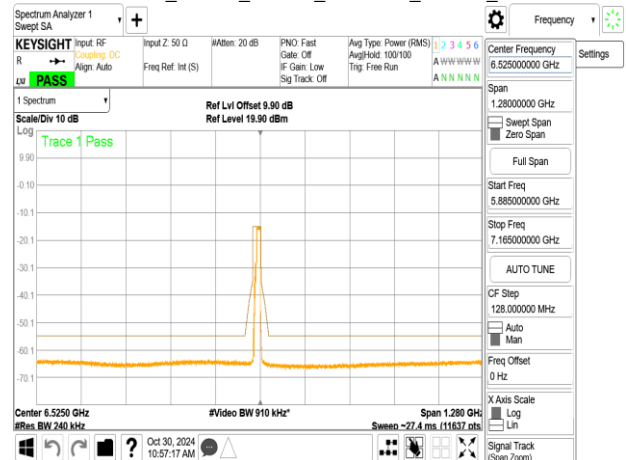 Spectrum Analyzer 1
Swept SA
Frequency
KEYSIGHT
R
LXI
PASS
Input: RF
Coupling: DC
Align: Auto
Input Z: 50 Ω
Freq Ref: Int (S)
#Atten: 20 dB
PNO: Fast
Gate: Off
IF Gain: Low
Sig Track: Off
Avg Type: Power (RMS)
Avg|Hold: 100/100
Trig: Free Run
1 2 3 4 5 6
A W W W W W
A N N N N N
1 Spectrum
Scale/Div 10 dB
Ref Lvl Offset 9.90 dB
Ref Level 19.90 dBm
Log
Trace 1 Pass
9.90
-0.10
-10.1
-20.1
-30.1
-40.1
-50.1
-60.1
-70.1
Center 6.5250 GHz
#Video BW 910 kHz*
Span 1.280 GHz
#Res BW 240 kHz
Sweep ~27.4 ms (11637 pts
Oct 30, 2024
10:57:17 AM
?
Center Frequency
6.525000000 GHz
Settings
Span
1.28000000 GHz
Swept Span
Zero Span
Full Span
Start Freq
5.885000000 GHz
Stop Freq
7.165000000 GHz
AUTO TUNE
CF Step
128.000000 MHz
Auto
Man
Freq Offset
0 Hz
X Axis Scale
Log
Lin
Signal Track
(Span Zoom)